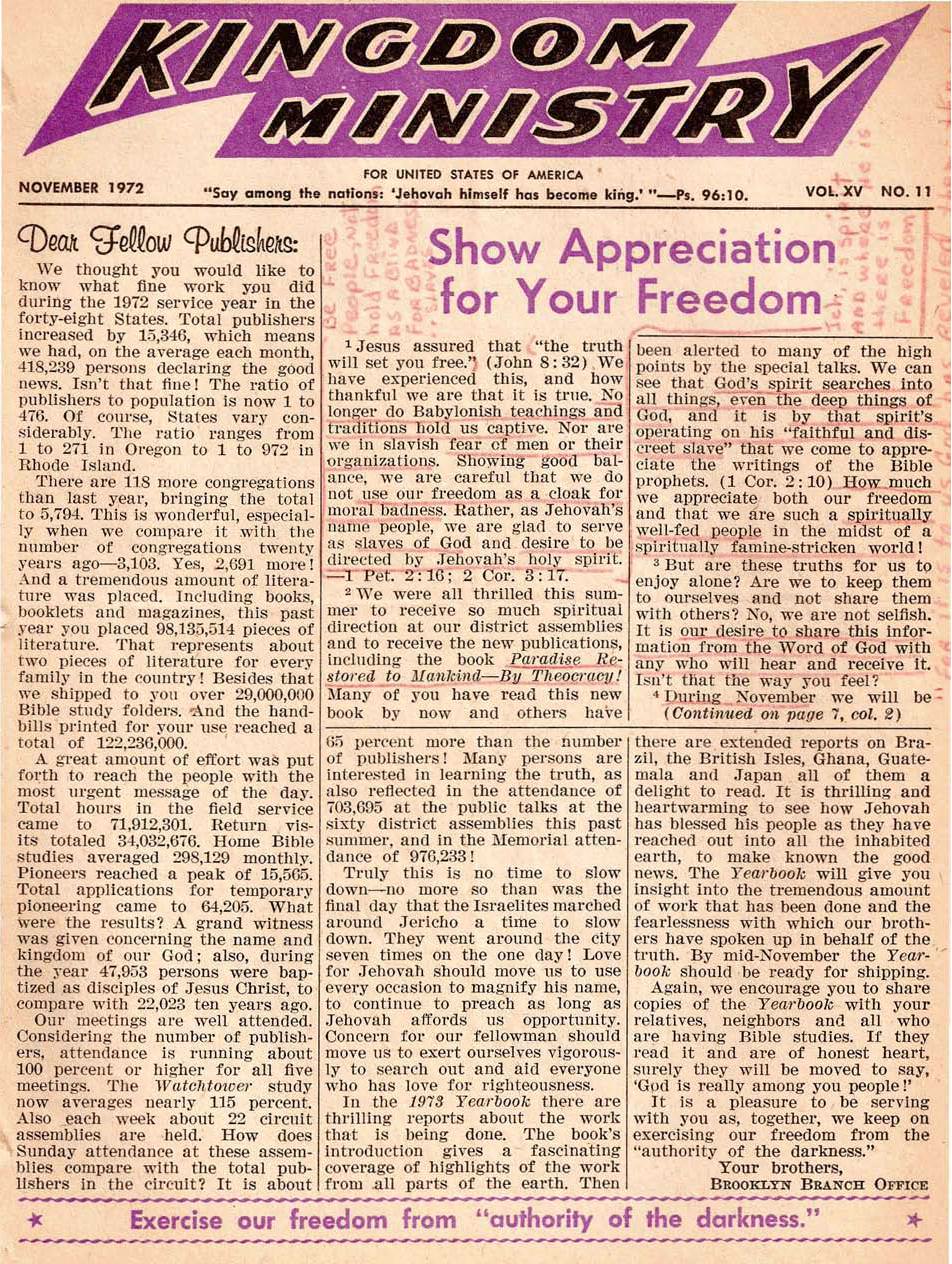 KINGDOM
MINISTRY
FOR UNITED STATES OF AMERICA
NOVEMBER 1972
"Say among the nations: 'Jehovah himself has become king.' "—Ps. 96:10.
VOL. XV NO. 11
Dear Fellow Publishers:
We thought you would like to
know what fine work you did
during the 1972 service year in the
forty-eight States. Total publishers
increased by 15,346, which means
we had, on the average each month,
418,239 persons declaring the good
news. Isn't that fine! The ratio of
publishers to population is now 1 to
476. Of course, States vary con-
siderably. The ratio ranges from
1 to 271 in Oregon to 1 to 972 in
Rhode Island.
There are 118 more congregations
than last year, bringing the total
to 5,794. This is wonderful, especial-
ly when we compare it with the
number of congregations twenty
years ago—3,103. Yes, 2,691 more!
And a tremendous amount of litera-
ture was placed. Including books,
booklets and magazines, this past
year you placed 98,135,514 pieces of
literature. That represents about
two pieces of literature for every
family in the country! Besides that
we shipped to you over 29,000,000
Bible study folders. And the hand-
bills printed for your use reached a
total of 122,236,000.
A great amount of effort was put
forth to reach the people with the
most urgent message of the day.
Total hours in the field service
came to 71,912,301. Return vis-
its totaled 34,032,676. Home Bible
studies averaged 298,129 monthly.
Pioneers reached a peak of 15,565.
Total applications for temporary
pioneering came to 64,205. What
were the results? A grand witness
was given concerning the name and
kingdom of our God; also, during
the year 47,953 persons were bap-
tized as disciples of Jesus Christ, to
compare with 22,023 ten years ago.
Our meetings are well attended.
Considering the number of publish-
ers, attendance is running about
100 percent or higher for all five
meetings. The Watchtower study
now averages nearly 115 percent.
Also each week about 22 circuit
assemblies are held. How does
Sunday attendance at these assem-
blies compare with the total pub-
lishers in the circuit? It is about
65 percent more than the number
of publishers! Many persons are
interested in learning the truth, as
also reflected in the attendance of
703,695 at the public talks at the
sixty district assemblies this past
summer, and in the Memorial atten-
dance of 976,233!
Truly this is no time to slow
down—no more so than was the
final day that the Israelites marched
around Jericho a time to slow
down. They went around the city
seven times on the one day! Love
for Jehovah should move us to use
every occasion to magnify his name,
to continue to preach as long as
Jehovah affords us opportunity.
Concern for our fellowman should
move us to exert ourselves vigorous-
ly to search out and aid everyone
who has love for righteousness.
In the 1973 Yearbook there are
thrilling reports about the work
that is being done. The book's
introduction gives a fascinating
coverage of highlights of the work
from all parts of the earth. Then
there are extended reports on Bra-
zil, the British Isles, Ghana, Guate-
mala and Japan all of them a
delight to read. It is thrilling and
heartwarming to see how Jehovah
has blessed his people as they have
reached out into all the inhabited
earth, to make known the good
news. The Yearbook will give you
insight into the tremendous amount
of work that has been done and the
fearlessness with which our broth-
ers have spoken up in behalf of the
truth. By mid-November the Year-
book should be ready for shipping.
Again, we encourage you to share
copies of the Yearbook with your
relatives, neighbors and all who
are having Bible studies. If they
read it and are of honest heart,
surely they will be moved to say,
'God is really among you people!'
It is a pleasure to be serving
with you as, together, we keep on
exercising our freedom from the
"authority of the darkness."
Your brothers,
BROOKLYN BRANCH OFFICE
Show Appreciation
for Your Freedom
1 Jesus assured that "the truth
will set you free." (John 8:32) We
have experienced this, and how
thankful we are that it is true. No
longer do Babylonish teachings and
traditions hold us captive. Nor are
we in slavish fear of men or their
organizations. Showing good bal-
ance, we are careful that we do
not use our freedom as a cloak for
moral badness. Rather, as Jehovah's
name people, we are glad to serve
as slaves of God and desire to be
directed by Jehovah's holy spirit.
—1 Pet. 2:16; 2 Cor. 3:17.
2 We were all thrilled this sum-
mer to receive so much spiritual
direction at our district assemblies
and to receive the new publications,
including the book Paradise Re-
stored to Mankind—By Theocracy!
Many of you have read this new
book by now and others have
been alerted to many of the high
points by the special talks. We can
see that God's spirit searches into
all things, even the deep things of
God, and it is by that spirit's
operating on his "faithful and dis-
creet slave" that we come to appre-
ciate the writings of the Bible
prophets. (1 Cor. 2:10) How much
we appreciate both our freedom
and that we are such a spiritually
well-fed people in the midst of a
spiritually famine-stricken world!
3 But are these truths for us to
enjoy alone? Are we to keep them
to ourselves and not share them
with others? No, we are not selfish.
It is our desire to share this infor-
mation from the Word of God with
any who will hear and receive it.
Isn't that the way you feel?
4 During November we will be
(Continued on page 7, col. 2)
Be Free
hold Freedom
there is
Freedom
★ Exercise our freedom from "authority of the darkness." ★